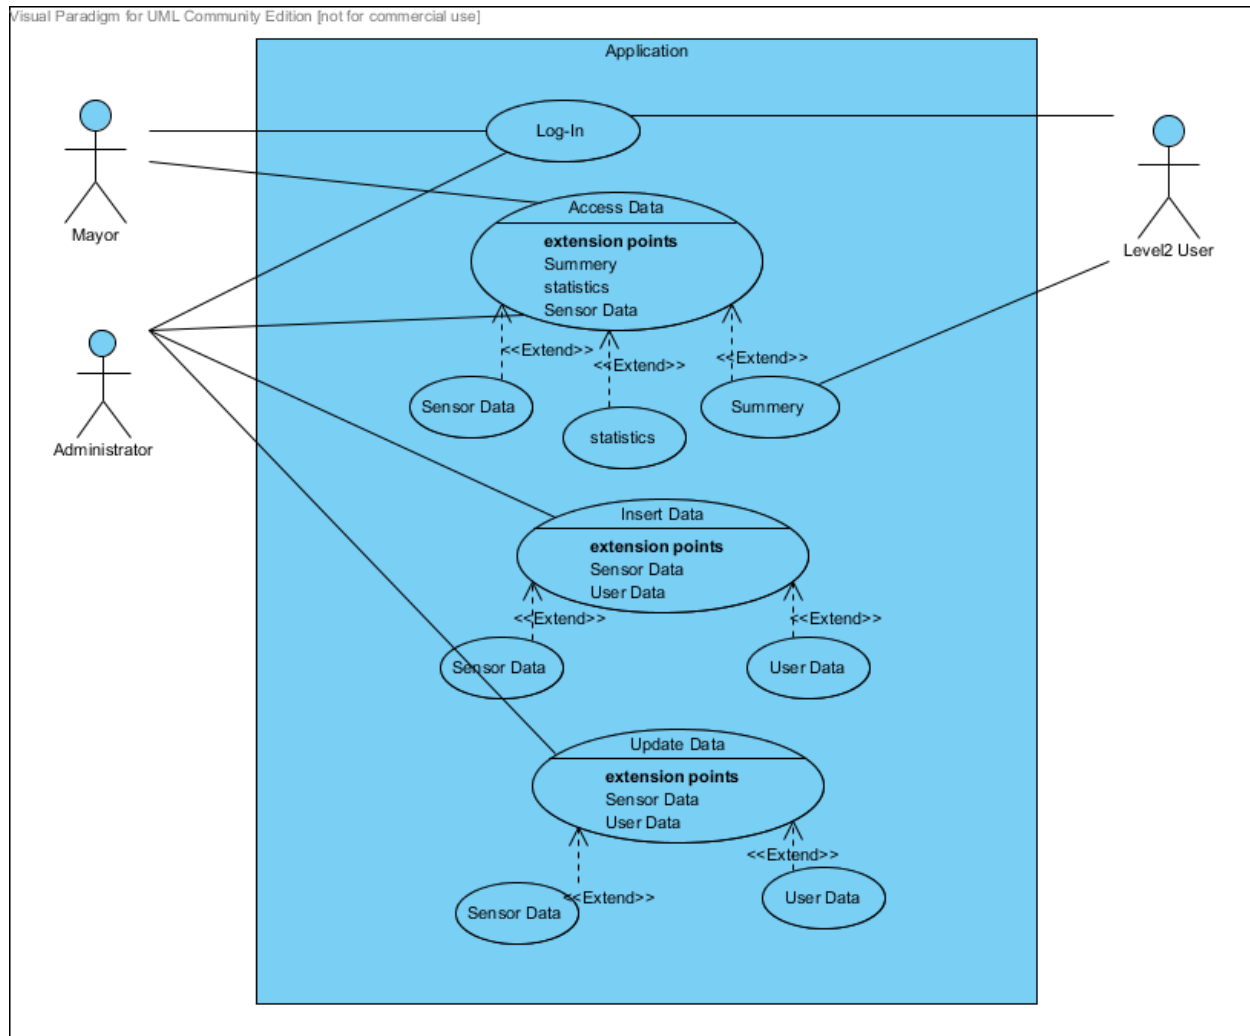 Visual Paradigm for UML Community Edition [not for commercial use]
Application
Log-In
Mayor
Level2 User
Access Data
extension points
Summery
statistics
Sensor Data
<<Extend>>
<<Extend>>
<<Extend>>
Sensor Data
statistics
Summery
Administrator
Insert Data
extension points
Sensor Data
User Data
<<Extend>>
<<Extend>>
Sensor Data
User Data
Update Data
extension points
Sensor Data
User Data
<<Extend>>
<<Extend>>
Sensor Data
User Data